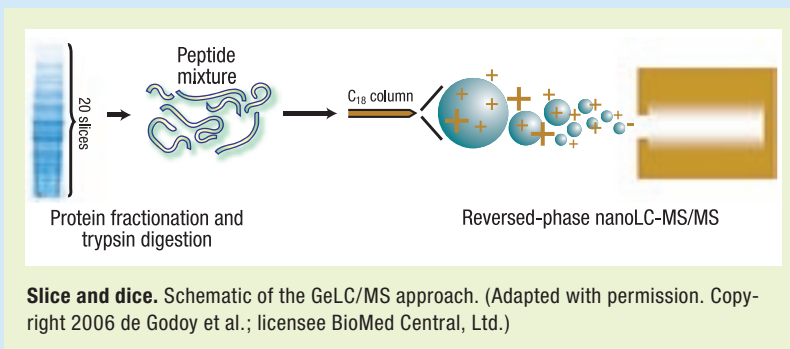 Peptide
mixture
20 slices
C18 column
Protein fractionation and
trypsin digestion
Reversed-phase nanoLC-MS/MS
Slice and dice. Schematic of the GeLC/MS approach. (Adapted with permission. Copy-
right 2006 de Godoy et al.; licensee BioMed Central, Ltd.)